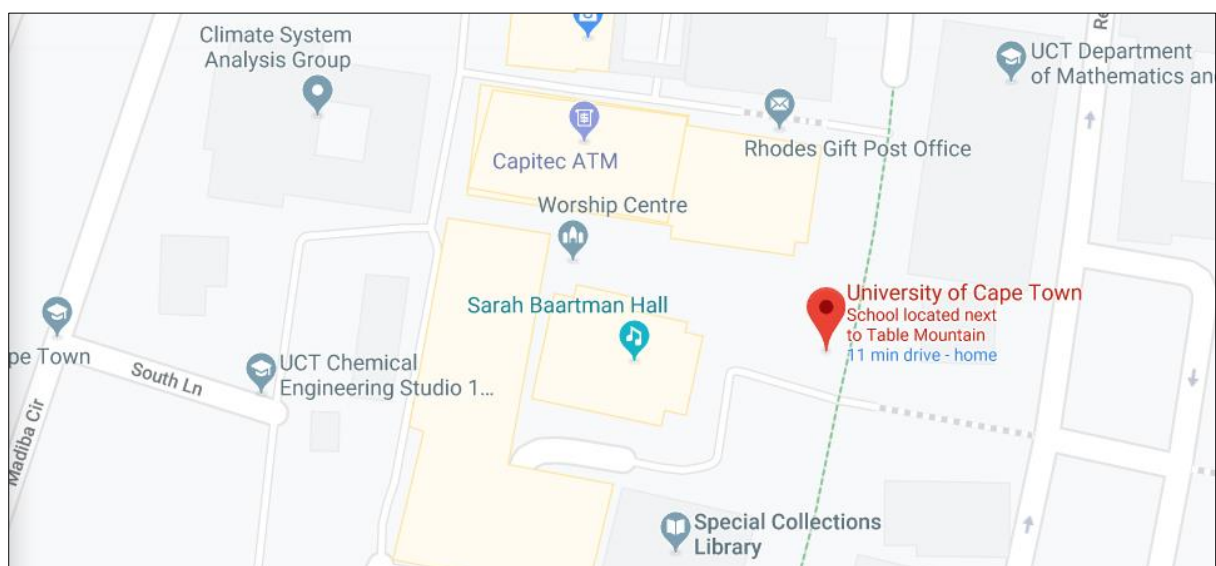 Climate System
Analysis Group
UCT Department
of Mathematics and
Rhodes Gift Post Office
Capitec ATM
Worship Centre
Sarah Baartman Hall
University of Cape Town
School located next
to Table Mountain
11 min drive - home
pe Town
South Ln
UCT Chemical
Engineering Studio 1...
Madiba Cir
Special Collections
Library